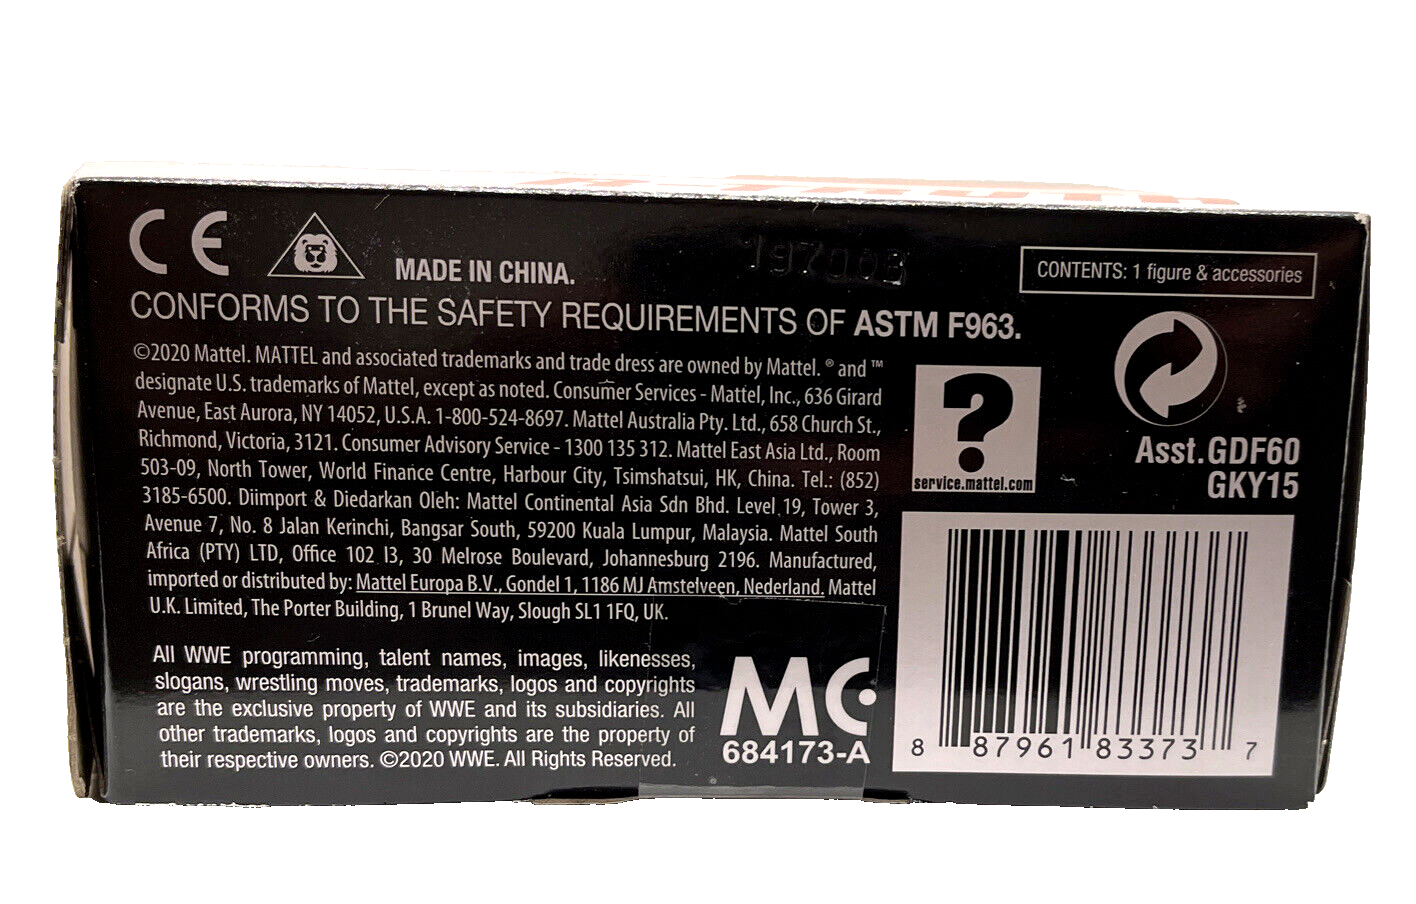 CE
MADE IN CHINA.
CONFORMS TO THE SAFETY REQUIREMENTS OF ASTM F963.
©2020 Mattel. MATTEL and associated trademarks and trade dress are owned by Mattel. ® and ™
designate U.S. trademarks of Mattel, except as noted. Consumer Services - Mattel, Inc., 636 Girard
Avenue, East Aurora, NY 14052, U.S.A. 1-800-524-8697. Mattel Australia Pty. Ltd., 658 Church St.,
Richmond, Victoria, 3121. Consumer Advisory Service - 1300 135 312. Mattel East Asia Ltd., Room
503-09, North Tower, World Finance Centre, Harbour City, Tsimshatsui, HK, China. Tel.: (852)
3185-6500. Diimport & Diedarkan Oleh: Mattel Continental Asia Sdn Bhd. Level 19, Tower 3,
Avenue 7, No. 8 Jalan Kerinchi, Bangsar South, 59200 Kuala Lumpur, Malaysia. Mattel South
Africa (PTY) LTD, Office 102 I3, 30 Melrose Boulevard, Johannesburg 2196. Manufactured,
imported or distributed by: Mattel Europa B.V., Gondel 1, 1186 MJ Amstelveen, Nederland. Mattel
U.K. Limited, The Porter Building, 1 Brunel Way, Slough SL1 1FQ, UK.
All WWE programming, talent names, images, likenesses,
slogans, wrestling moves, trademarks, logos and copyrights
are the exclusive property of WWE and its subsidiaries. All
other trademarks, logos and copyrights are the property of
their respective owners. ©2020 WWE. All Rights Reserved.
MC
684173-A
CONTENTS: 1 figure & accessories
?
service.mattel.com
Asst.GDF60
GKY15
8 87961 83373 7